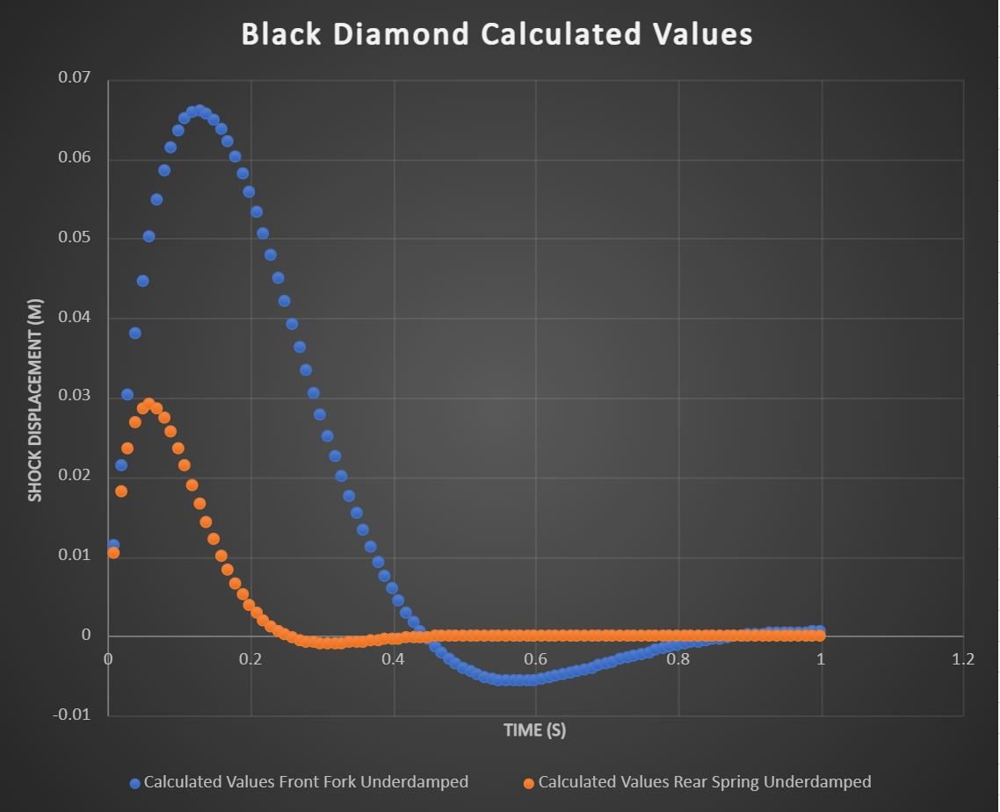 Black Diamond Calculated Values
SHOCK DISPLACEMENT (M)
0.07
0.06
0.05
0.04
0.03
0.02
0.01
0
-0.01
0 0.2 0.4 0.6 0.8 1 1.2
TIME (S)
Calculated Values Front Fork Underdamped Calculated Values Rear Spring Underdamped